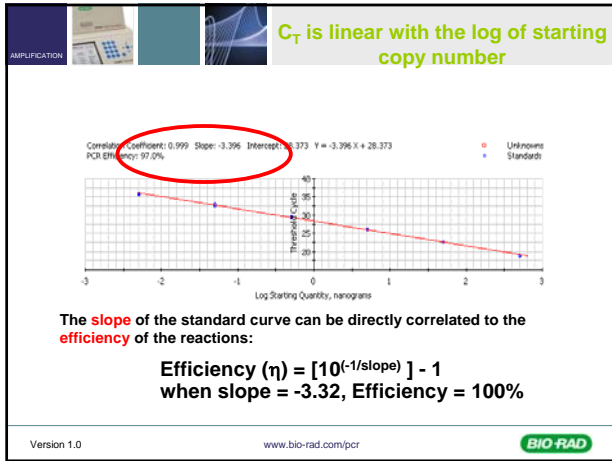 AMPLIFICATION
C_T is linear with the log of starting
copy number
Correlation Coefficient: 0.999 Slope: -3.396 Intercept: 28.373 Y = -3.396 X + 28.373
PCR Efficiency: 97.0%
Unknowns
Standards
Threshold Cycle
40
35
30
25
20
-3 -2 -1 0 1 2 3
Log Starting Quantity, nanograms
The slope of the standard curve can be directly correlated to the
efficiency of the reactions:
Efficiency (η) = [10^(-1/slope) ] - 1
when slope = -3.32, Efficiency = 100%
Version 1.0
www.bio-rad.com/pcr
BIO-RAD